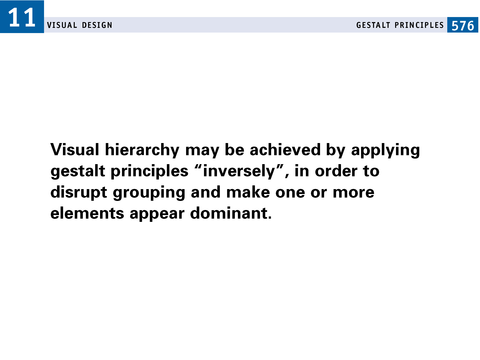 11
VISUAL DESIGN
GESTALT PRINCIPLES 576
Visual hierarchy may be achieved by applying
gestalt principles “inversely”, in order to
disrupt grouping and make one or more
elements appear dominant.